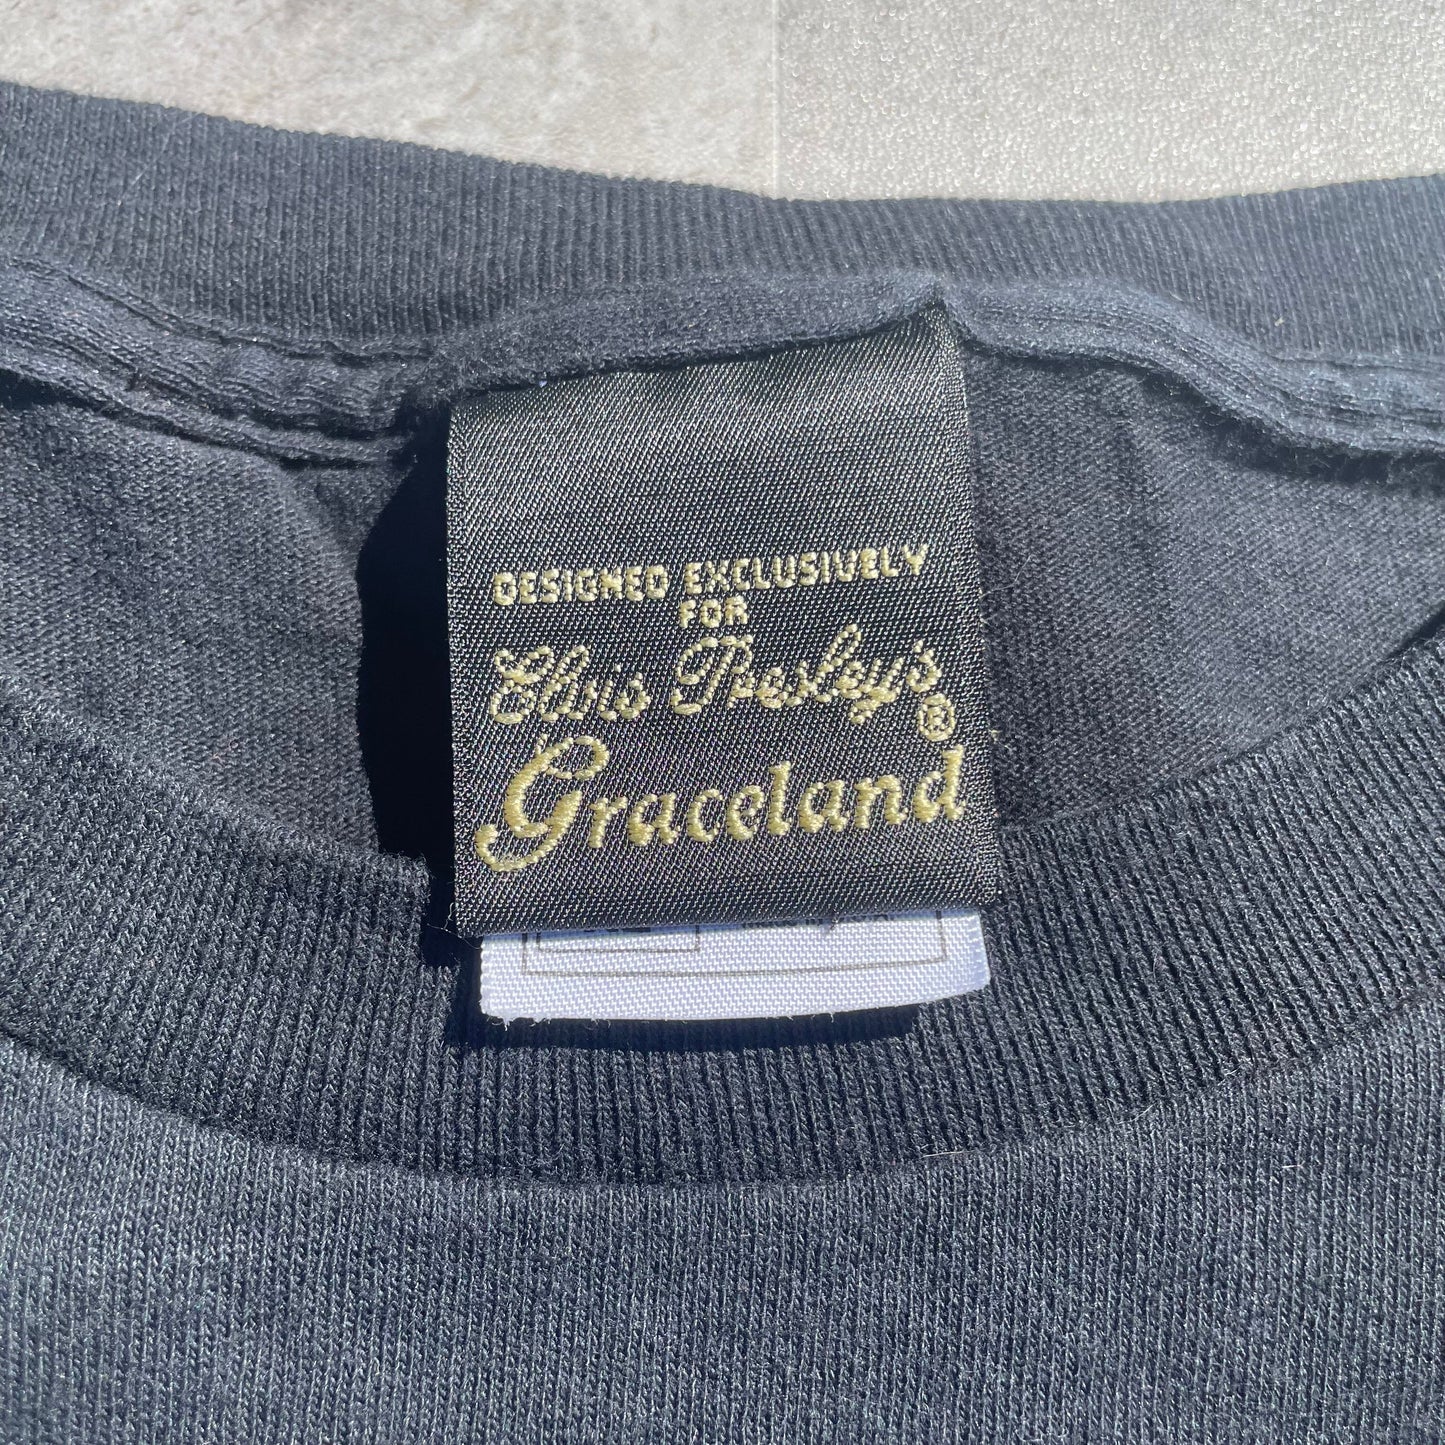 DESIGNED EXCLUSIVELY
FOR
Elvis Presley's
Graceland®